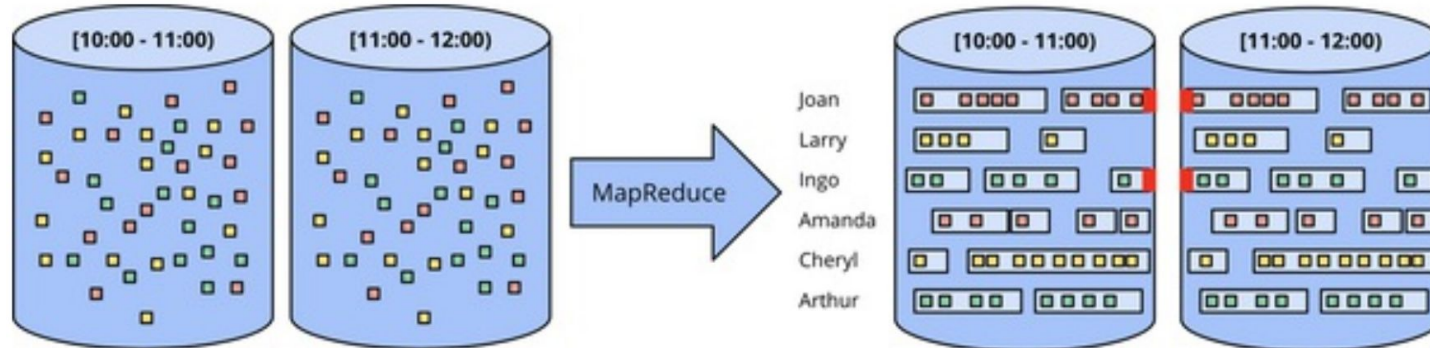 [10:00 - 11:00)
[11:00 - 12:00)
MapReduce
Joan
Larry
Ingo
Amanda
Cheryl
Arthur
[10:00 - 11:00)
[11:00 - 12:00)